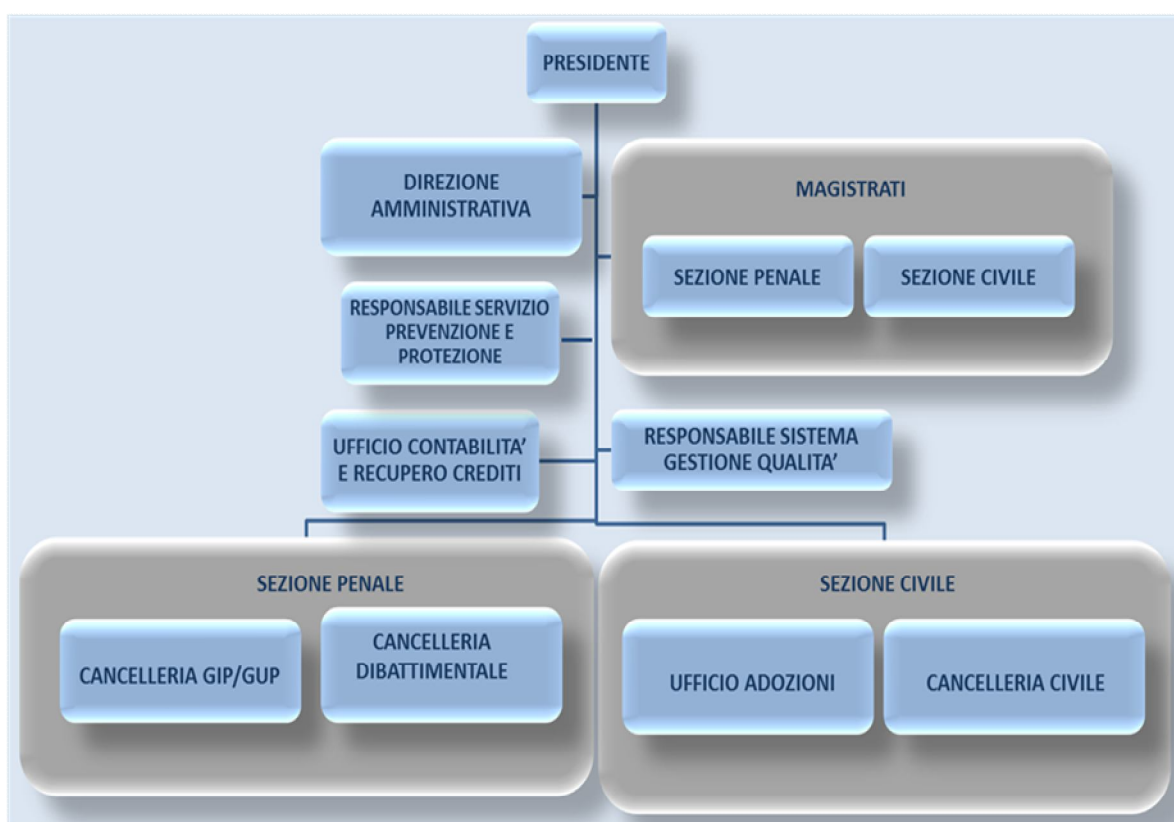 PRESIDENTE
DIREZIONE
AMMINISTRATIVA
MAGISTRATI
SEZIONE PENALE
SEZIONE CIVILE
RESPONSABILE SERVIZIO
PREVENZIONE E
PROTEZIONE
UFFICIO CONTABILITA’
E RECUPERO CREDITI
RESPONSABILE SISTEMA
GESTIONE QUALITA’
SEZIONE PENALE
CANCELLERIA GIP/GUP
CANCELLERIA
DIBATTIMENTALE
SEZIONE CIVILE
UFFICIO ADOZIONI
CANCELLERIA CIVILE